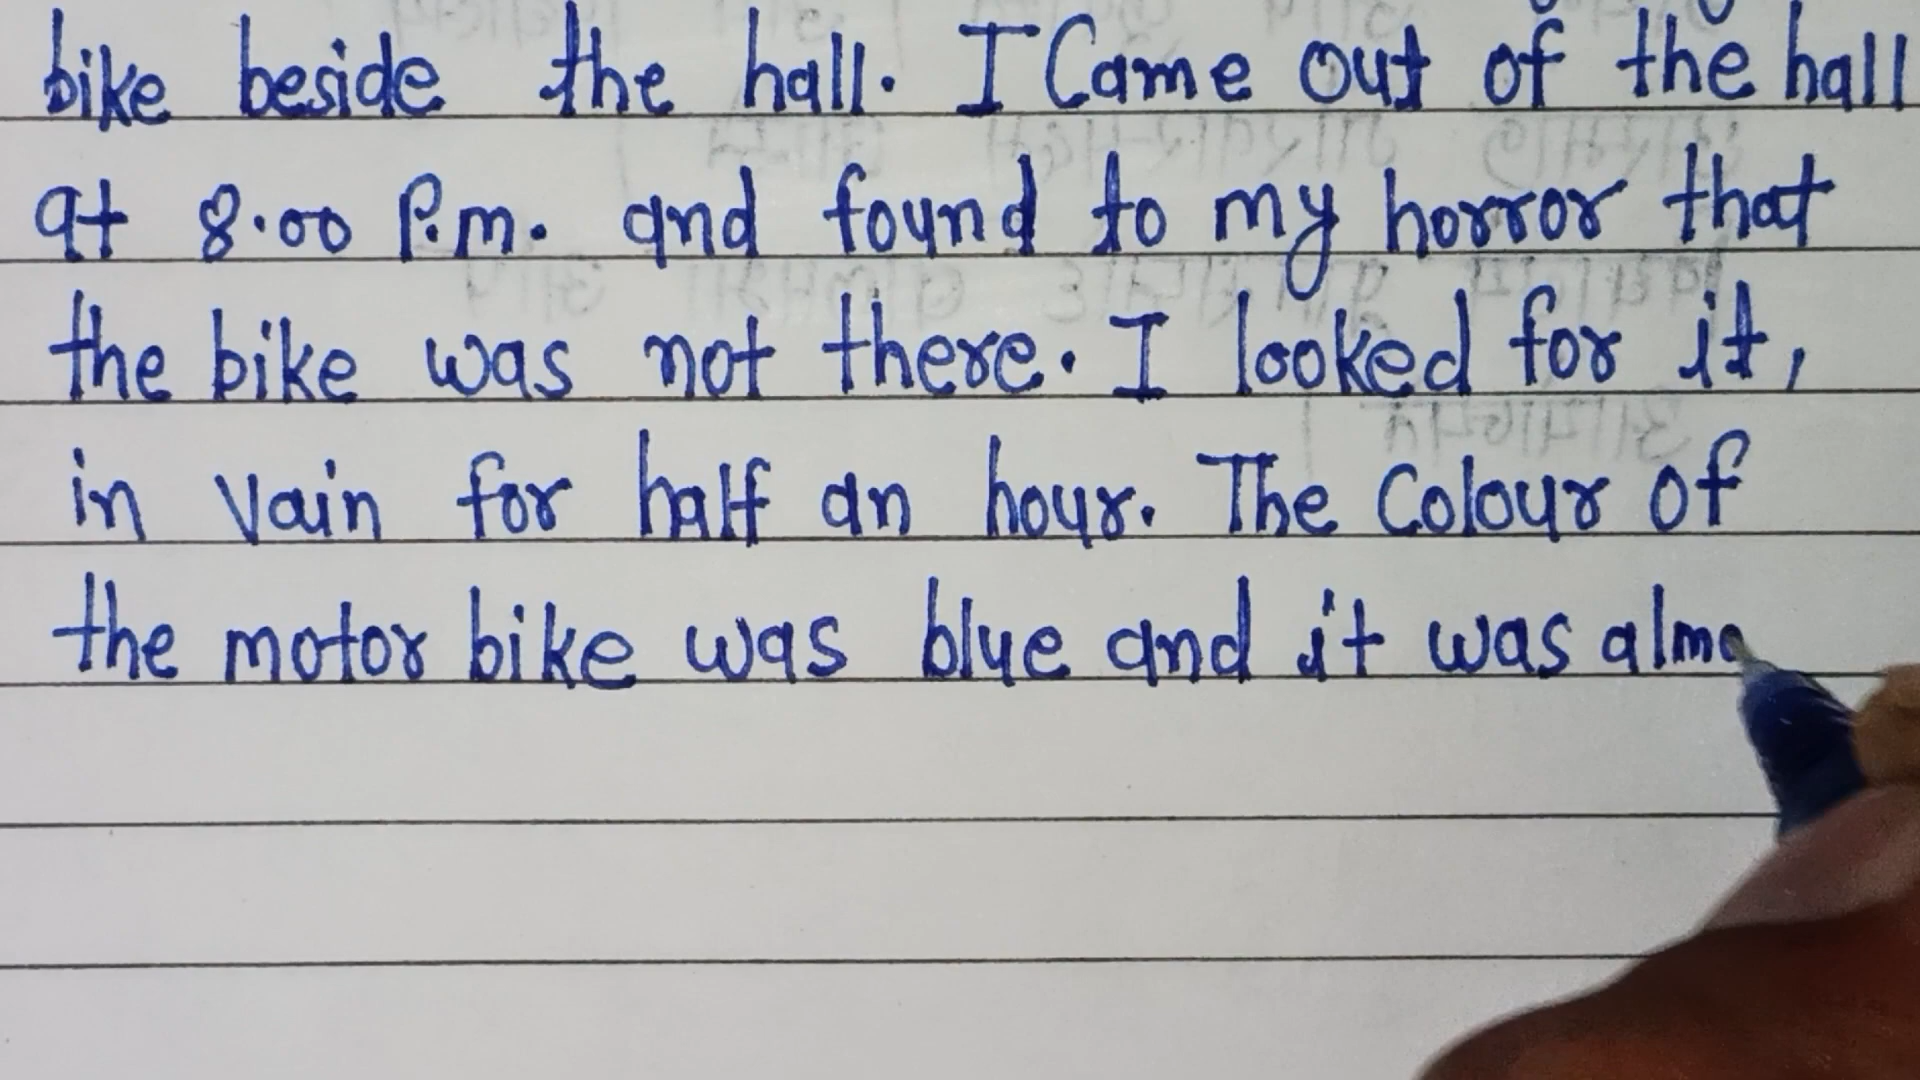 bike beside the hall. I Came out of the hall
at 8.00 P.m. and found to my horror that
the bike was not there. I looked for it,
in vain for half an hour. The Colour of
the motor bike was blue and it was almo